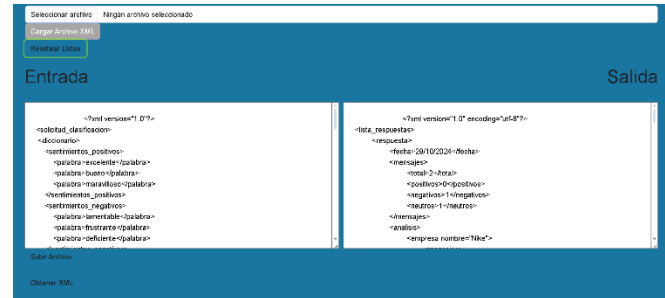 Seleccionar archivo Ningún archivo seleccionado
Cargar Archivo XML
Resetear Listas
Entrada
Salida
<?xml version="1.0"?>
<solicitud_clasificacion>
<diccionario>
<sentimientos_positivos>
<palabra>excelente</palabra>
<palabra>bueno</palabra>
<palabra>maravilloso</palabra>
</sentimientos_positivos>
<sentimientos_negativos>
<palabra>lamentable</palabra>
<palabra>frustrante</palabra>
<palabra>deficiente</palabra>
<?xml version="1.0" encoding="utf-8"?>
<lista_respuestas>
<respuesta>
<fecha>29/10/2024</fecha>
<mensajes>
<total>2</total>
<positivos>0</positivos>
<negativos>1</negativos>
<neutros>1</neutros>
</mensajes>
<analisis>
<empresa nombre="Nike">
Subir Archivo
Obtener XML